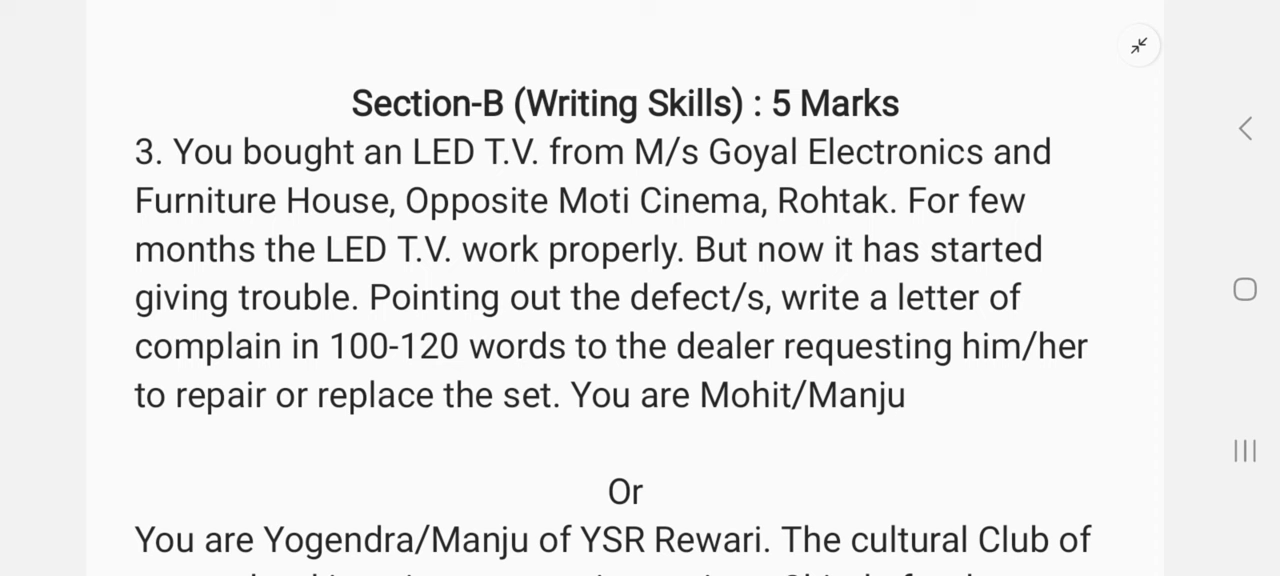 Section-B (Writing Skills) : 5 Marks
3. You bought an LED T.V. from M/s Goyal Electronics and
Furniture House, Opposite Moti Cinema, Rohtak. For few
months the LED T.V. work properly. But now it has started
giving trouble. Pointing out the defect/s, write a letter of
complain in 100-120 words to the dealer requesting him/her
to repair or replace the set. You are Mohit/Manju
Or
You are Yogendra/Manju of YSR Rewari. The cultural Club of